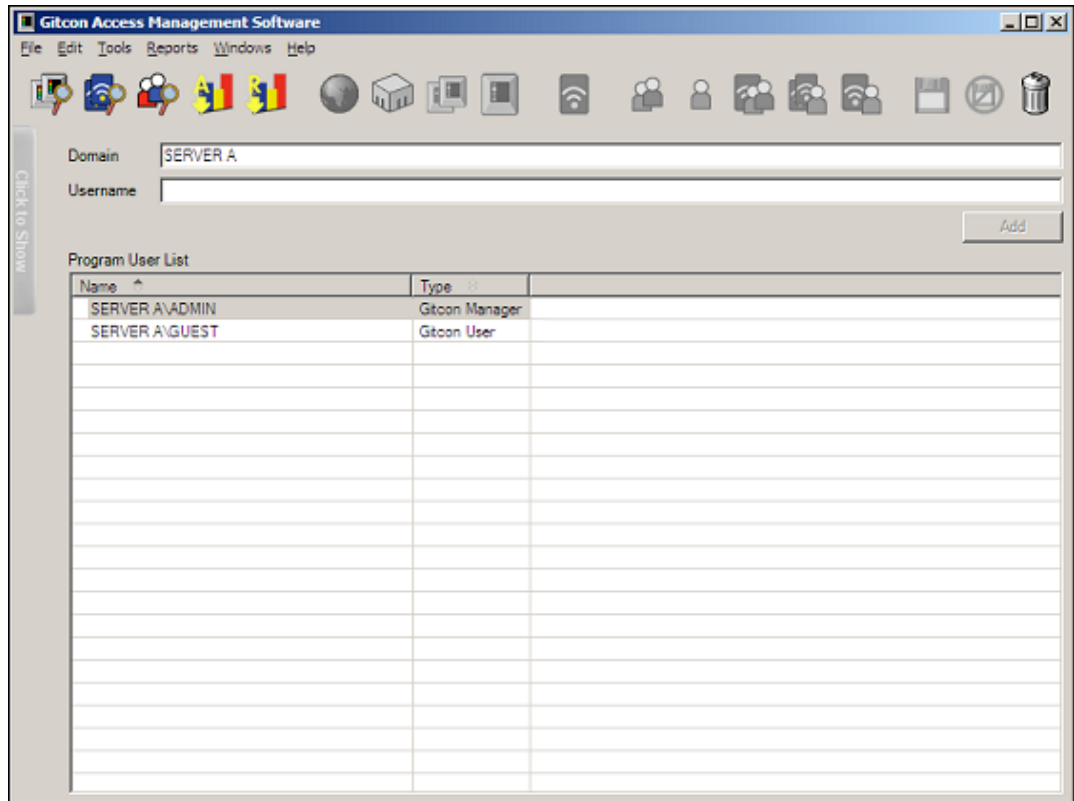 Gitcon Access Management Software
File Edit Tools Reports Windows Help
Domain SERVER A
Username
Add
Click to Show
Program User List
Name Type
SERVER A\ADMIN Gitcon Manager
SERVER A\GUEST Gitcon User